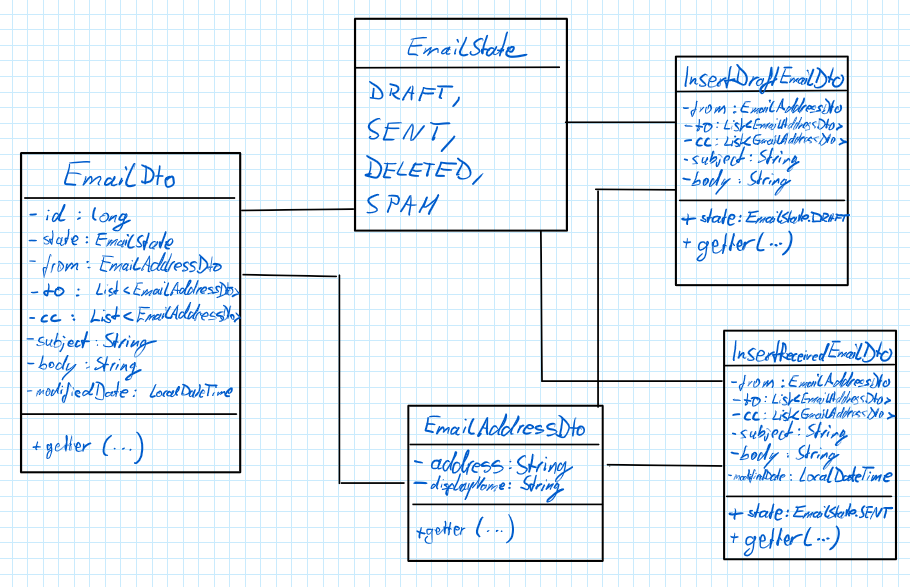 EmailState
DRAFT,
SENT,
DELETED,
SPAM
EmailDto
- id : long
- state : EmailState
- from : EmailAddressDto
- to : List<EmailAddressDto>
- cc : List<EmailAddressDto>
- subject : String
- body : String
- modifiedDate : LocalDateTime
+ getter (...)
InsertDraftEmailDto
- from : EmailAddressDto
- to : List<EmailAddressDto>
- cc : List<EmailAddressDto>
- subject : String
- body : String
+ state : EmailState.DRAFT
+ getter (...)
EmailAddressDto
- address : String
- displayName : String
+ getter (...)
InsertReceivedEmailDto
- from : EmailAddressDto
- to : List<EmailAddressDto>
- cc : List<EmailAddressDto>
- subject : String
- body : String
: LocalDateTime
+ state : EmailState.SENT
+ getter (...)